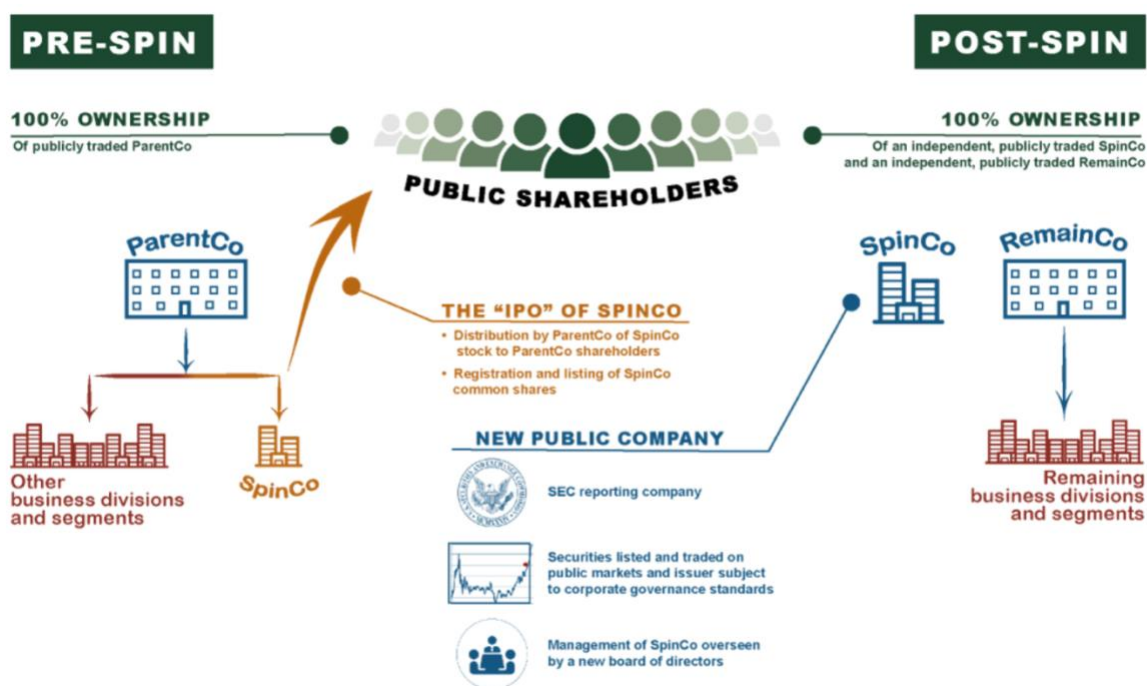 PRE-SPIN
POST-SPIN
100% OWNERSHIP
Of publicly traded ParentCo
PUBLIC SHAREHOLDERS
100% OWNERSHIP
Of an independent, publicly traded SpinCo
and an independent, publicly traded RemainCo
ParentCo
Other
business divisions
and segments
SpinCo
THE “IPO” OF SPINCO
• Distribution by ParentCo of SpinCo
stock to ParentCo shareholders
• Registration and listing of SpinCo
common shares
SpinCo
RemainCo
Remaining
business divisions
and segments
NEW PUBLIC COMPANY
SEC reporting company
Securities listed and traded on
public markets and issuer subject
to corporate governance standards
Management of SpinCo overseen
by a new board of directors